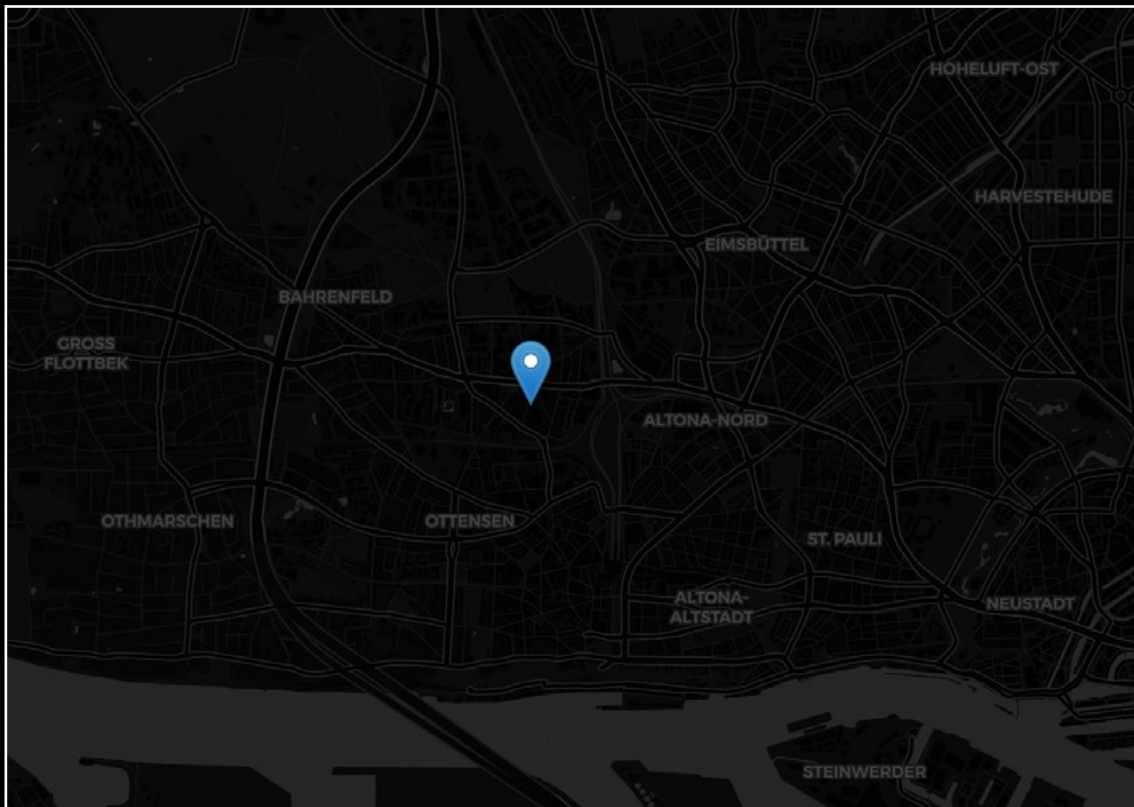 HOHELUFT-OST
HARVESTEHUDE
EIMSBÜTTEL
BAHRENFELD
GROSS
FLOTTBEK
ALTONA-NORD
OTHMARSCHEN
OTTENSEN
ST. PAULI
ALTONA-
ALTSTADT
NEUSTADT
STEINWERDER